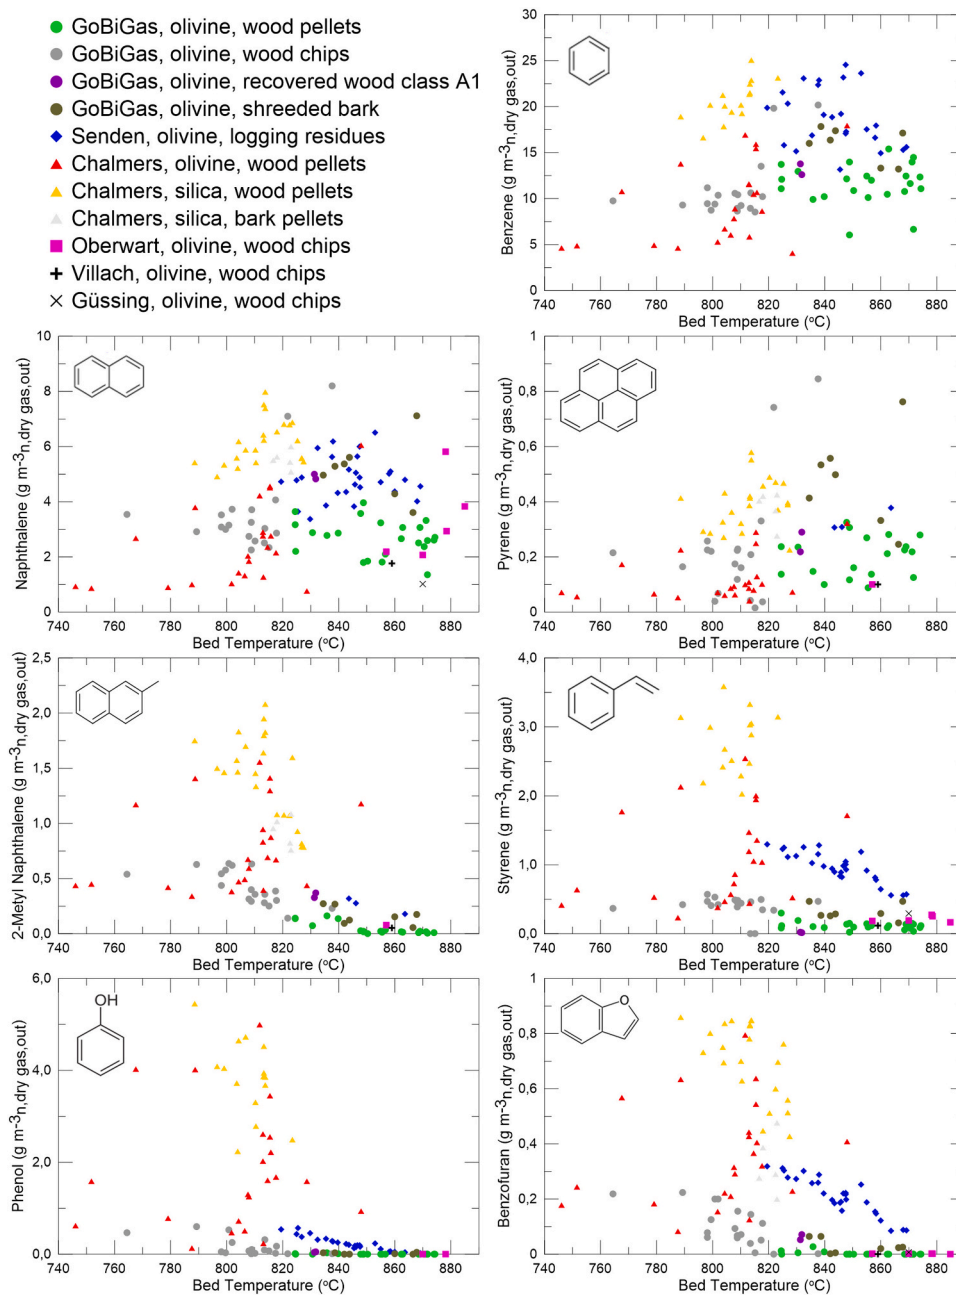 GoBiGas, olivine, wood pellets
GoBiGas, olivine, wood chips
GoBiGas, olivine, recovered wood class A1
GoBiGas, olivine, shreeded bark
Senden, olivine, logging residues
Chalmers, olivine, wood pellets
Chalmers, silica, wood pellets
Chalmers, silica, bark pellets
Oberwart, olivine, wood chips
Villach, olivine, wood chips
Güssing, olivine, wood chips
Benzene (g m-3n,dry gas,out)
30
25
20
15
10
5
0
740 760 780 800 820 840 860 880
Bed Temperature (oC)
Naphthalene (g m-3n,dry gas,out)
10
8
6
4
2
0
740 760 780 800 820 840 860 880
Bed Temperature (oC)
Pyrene (g m-3n,dry gas,out)
1
0,8
0,6
0,4
0,2
0
740 760 780 800 820 840 860 880
Bed Temperature (oC)
2-Metyl Naphthalene (g m-3n,dry gas,out)
2,5
2,0
1,5
1,0
0,5
0,0
740 760 780 800 820 840 860 880
Bed Temperature (oC)
Styrene (g m-3n,dry gas,out)
4,0
3,0
2,0
1,0
0,0
740 760 780 800 820 840 860 880
Bed Temperature (oC)
Phenol (g m-3n,dry gas,out)
6,0
4,0
2,0
0,0
OH
740 760 780 800 820 840 860 880
Bed Temperature (oC)
Benzofuran (g m-3n,dry gas,out)
1
0,8
0,6
0,4
0,2
0
O
740 760 780 800 820 840 860 880
Bed Temperature (oC)